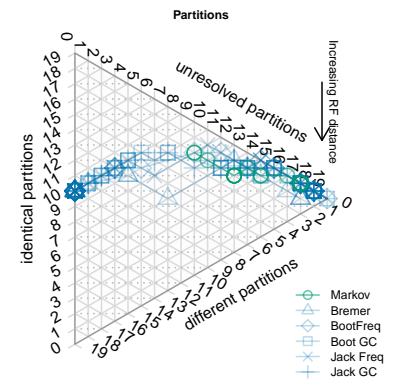 Partitions
0 1 2 3 4 5 6 7 8 9 10 11 12 13 14 15 16 17 18 19
unresolved partitions
Increasing RF distance
19
18
17
16
15
14
13
12
11
10
9
8
7
6
5
4
3
2
1
0
identical partitions
19 18 17 16 15 14 13 12 11 10 9 8 7 6 5 4 3 2 1 0
different partitions
Markov
Bremer
BootFreq
Boot GC
Jack Freq
Jack GC